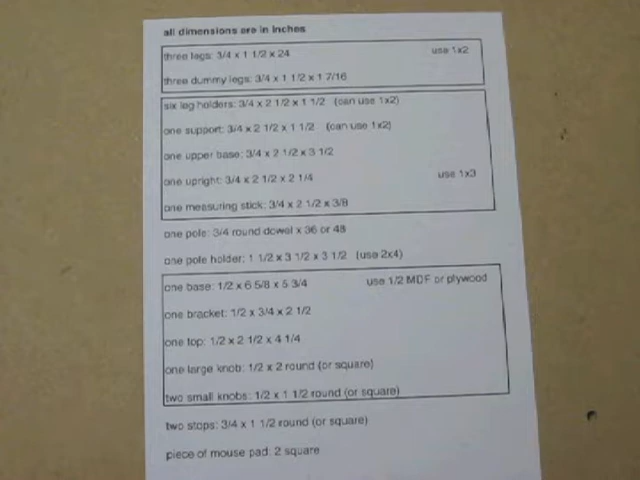 all dimensions are in inches
three legs: 3/4 x 1 1/2 x 24 use 1x2
three dummy legs: 3/4 x 1 1/2 x 1 7/16
six leg holders: 3/4 x 2 1/2 x 1 1/2 (can use 1x2)
one support: 3/4 x 2 1/2 x 1 1/2 (can use 1x2)
one upper base: 3/4 x 2 1/2 x 3 1/2
one upright: 3/4 x 2 1/2 x 2 1/4 use 1x3
one measuring stick: 3/4 x 2 1/2 x 3/8
one pole: 3/4 round dowel x 36 or 48
one pole holder: 1 1/2 x 3 1/2 x 3 1/2 (use 2x4)
one base: 1/2 x 6 5/8 x 5 3/4 use 1/2 MDF or plywood
one bracket: 1/2 x 3/4 x 2 1/2
one top: 1/2 x 2 1/2 x 4 1/4
one large knob: 1/2 x 2 round (or square)
two small knobs: 1/2 x 1 1/2 round (or square)
two stops: 3/4 x 1 1/2 round (or square)
piece of mouse pad: 2 square